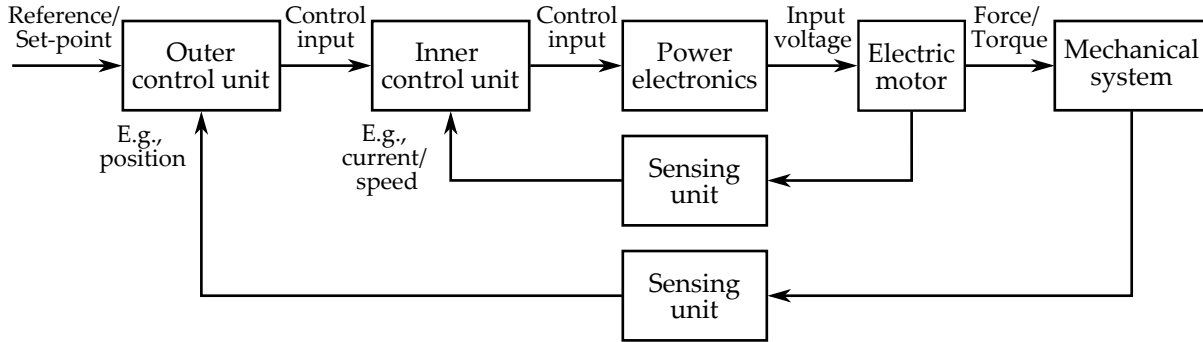 Reference/
Set-point
Outer
control unit
Control
input
Inner
control unit
Control
input
Power
electronics
Input
voltage
Electric
motor
Force/
Torque
Mechanical
system
E.g.,
position
E.g.,
current/
speed
Sensing
unit
Sensing
unit